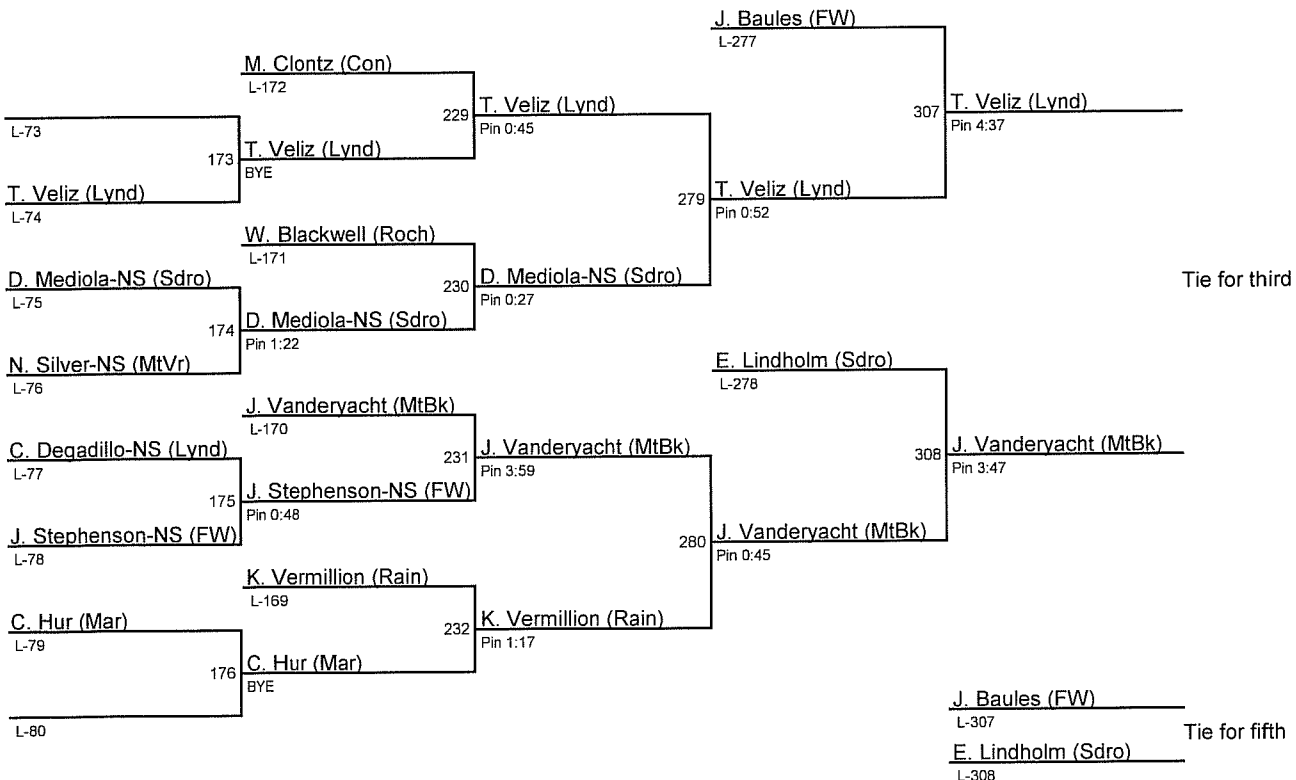 J. Baules (FW)
L-277
M. Clontz (Con)
L-172
229
T. Veliz (Lynd)
Pin 0:45
307
T. Veliz (Lynd)
Pin 4:37
L-73
173
T. Veliz (Lynd)
BYE
T. Veliz (Lynd)
L-74
279
T. Veliz (Lynd)
Pin 0:52
W. Blackwell (Roch)
L-171
D. Mediola-NS (Sdro)
L-75
230
D. Mediola-NS (Sdro)
Pin 0:27
Tie for third
174
D. Mediola-NS (Sdro)
Pin 1:22
N. Silver-NS (MtVr)
L-76
E. Lindholm (Sdro)
L-278
J. Vanderyacht (MtBk)
L-170
C. Degadillo-NS (Lynd)
L-77
231
J. Vanderyacht (MtBk)
Pin 3:59
308
J. Vanderyacht (MtBk)
Pin 3:47
175
J. Stephenson-NS (FW)
Pin 0:48
J. Stephenson-NS (FW)
L-78
280
J. Vanderyacht (MtBk)
Pin 0:45
K. Vermillion (Rain)
L-169
C. Hur (Mar)
L-79
232
K. Vermillion (Rain)
Pin 1:17
176
C. Hur (Mar)
BYE
L-80
J. Baules (FW)
L-307
Tie for fifth
E. Lindholm (Sdro)
L-308